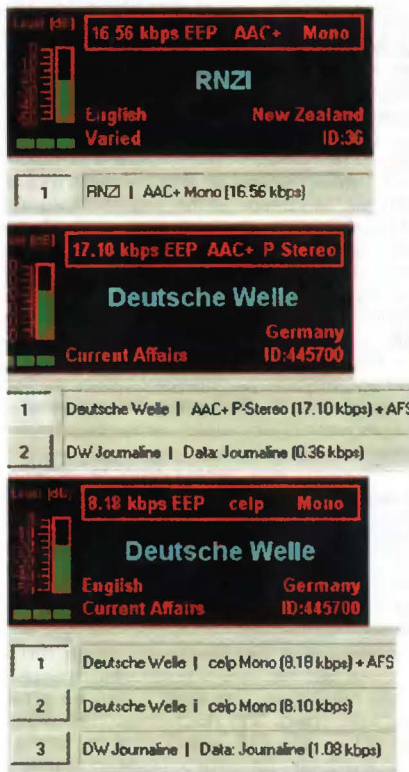 Level [dB]
16.56 kbps EEP AAC+ Mono
RNZI
English New Zealand
Varied ID:36
1 RNZI | AAC+ Mono (16.56 kbps)
17.10 kbps EEP AAC+ P Stereo
Deutsche Welle
Germany
Current Affairs ID:445700
1 Deutsche Welle | AAC+ P-Stereo (17.10 kbps) + AFS
2 DW Journaline | Data: Journaline (0.36 kbps)
Level [dB]
8.18 kbps EEP celp Mono
Deutsche Welle
English Germany
Current Affairs ID:445700
1 Deutsche Welle | celp Mono (8.18 kbps) + AFS
2 Deutsche Welle | celp Mono (8.10 kbps)
3 DW Journaline | Data: Journaline (1.08 kbps)